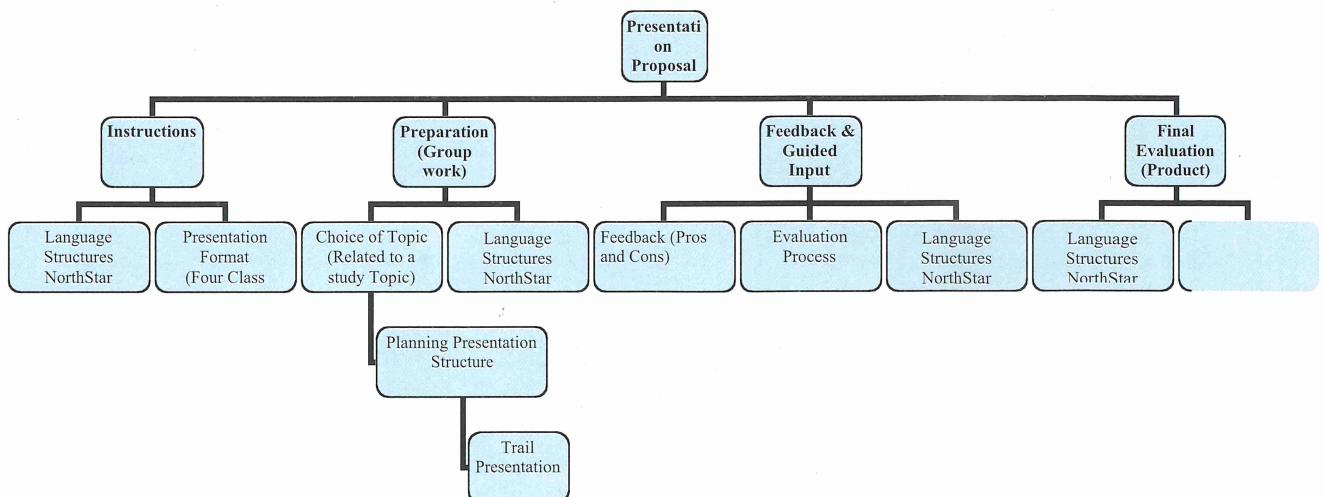 Presentati
on
Proposal
Instructions
Preparation
(Group
work)
Feedback &
Guided
Input
Final
Evaluation
(Product)
Language
Structures
NorthStar
Presentation
Format
(Four Class
Choice of Topic
(Related to a
study Topic)
Language
Structures
NorthStar
Feedback (Pros
and Cons)
Evaluation
Process
Language
Structures
NorthStar
Language
Structures
NorthStar
Planning Presentation
Structure
Trail
Presentation